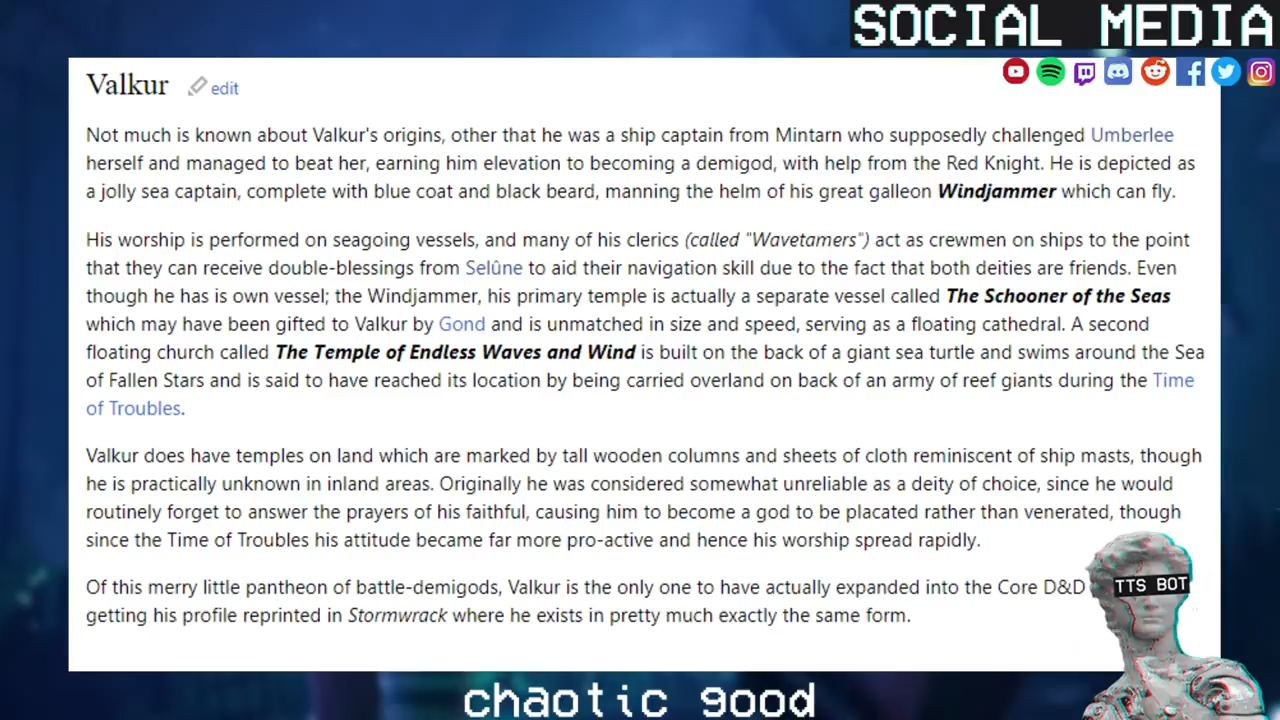 SOCIAL MEDIA
Valkur edit
Not much is known about Valkur's origins, other that he was a ship captain from Mintarn who supposedly challenged Umberlee
herself and managed to beat her, earning him elevation to becoming a demigod, with help from the Red Knight. He is depicted as
a jolly sea captain, complete with blue coat and black beard, manning the helm of his great galleon Windjammer which can fly.
His worship is performed on seagoing vessels, and many of his clerics (called "Wavetamers") act as crewmen on ships to the point
that they can receive double-blessings from Selûne to aid their navigation skill due to the fact that both deities are friends. Even
though he has is own vessel; the Windjammer, his primary temple is actually a separate vessel called The Schooner of the Seas
which may have been gifted to Valkur by Gond and is unmatched in size and speed, serving as a floating cathedral. A second
floating church called The Temple of Endless Waves and Wind is built on the back of a giant sea turtle and swims around the Sea
of Fallen Stars and is said to have reached its location by being carried overland on back of an army of reef giants during the Time
of Troubles.
Valkur does have temples on land which are marked by tall wooden columns and sheets of cloth reminiscent of ship masts, though
he is practically unknown in inland areas. Originally he was considered somewhat unreliable as a deity of choice, since he would
routinely forget to answer the prayers of his faithful, causing him to become a god to be placated rather than venerated, though
since the Time of Troubles his attitude became far more pro-active and hence his worship spread rapidly.
Of this merry little pantheon of battle-demigods, Valkur is the only one to have actually expanded into the Core D&D
getting his profile reprinted in Stormwrack where he exists in pretty much exactly the same form.
TTS BOT
chaotic good